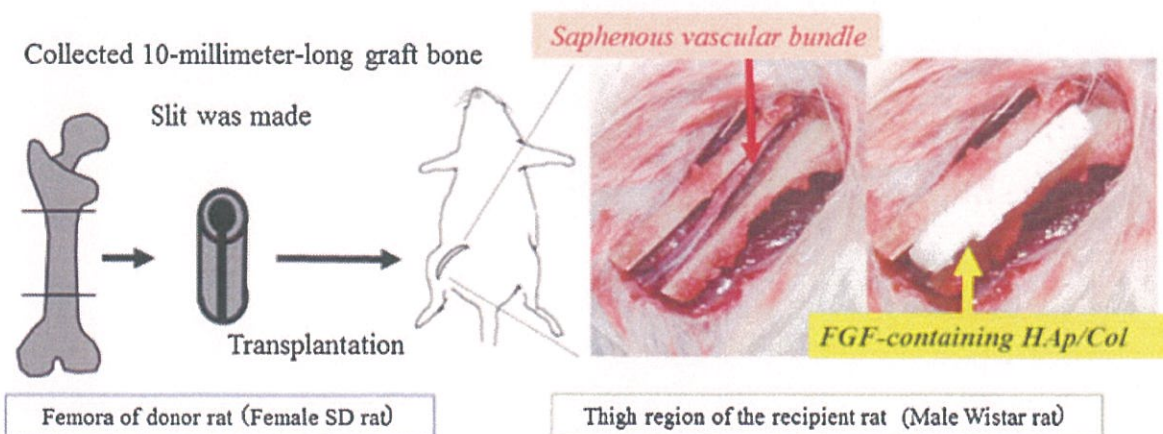 Saphenous vascular bundle
Collected 10-millimeter-long graft bone
Slit was made
Transplantation
FGF-containing HAp/Col
Femora of donor rat (Female SD rat)
Thigh region of the recipient rat (Male Wistar rat)